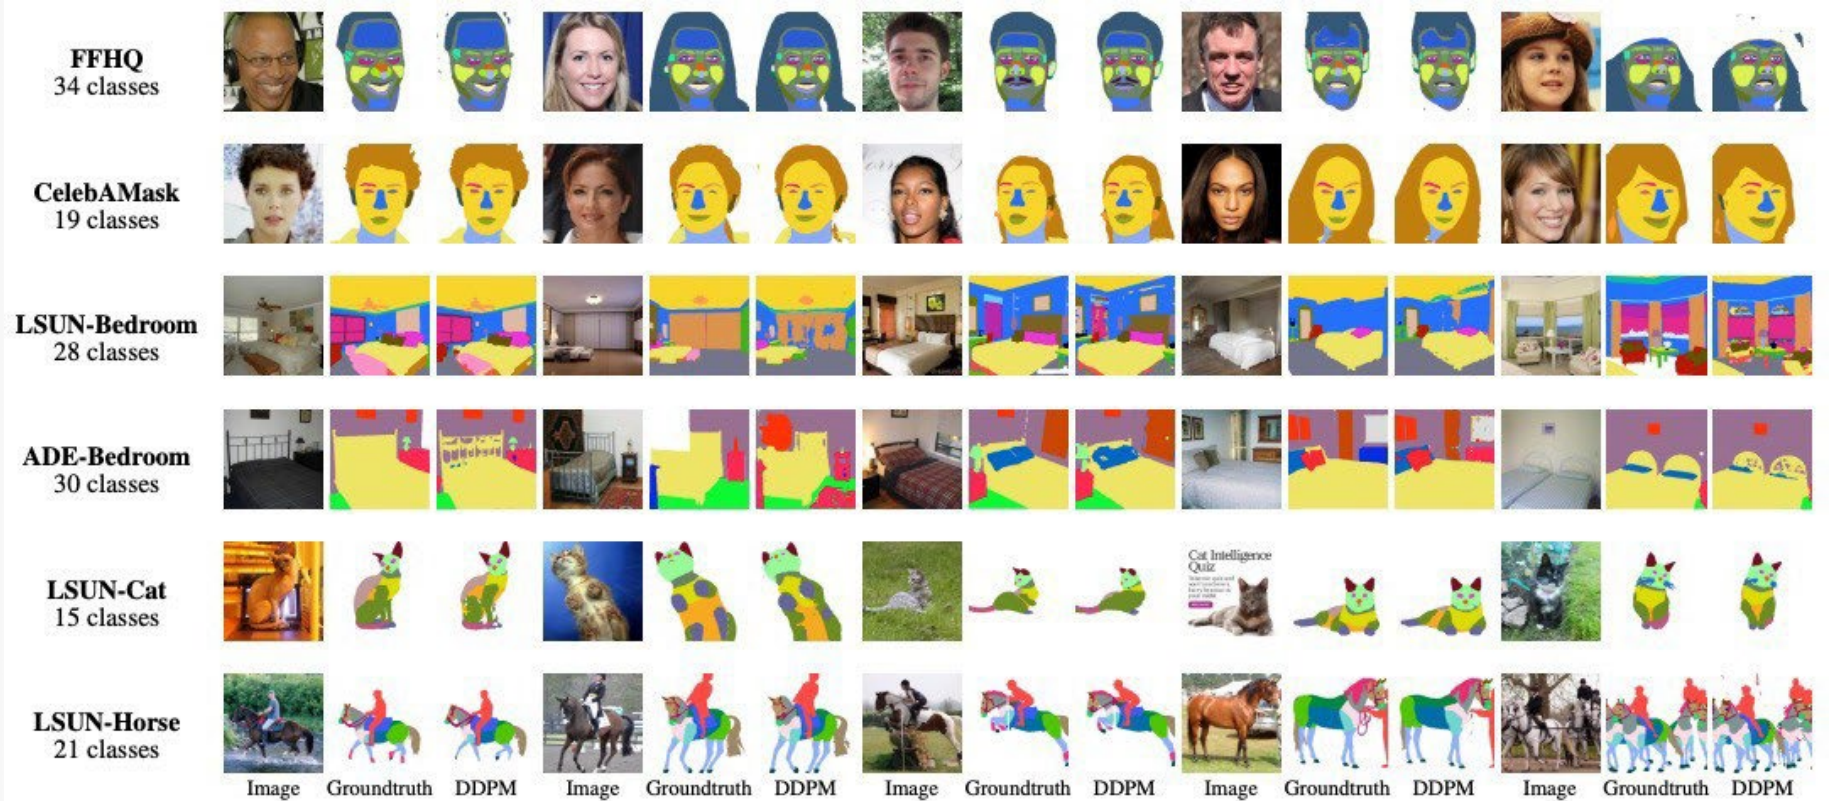 FFHQ
34 classes
CelebAMask
19 classes
LSUN-Bedroom
28 classes
ADE-Bedroom
30 classes
LSUN-Cat
15 classes
Cat Intelligence
Quiz
LSUN-Horse
21 classes
Image Groundtruth DDPM Image Groundtruth DDPM Image Groundtruth DDPM Image Groundtruth DDPM Image Groundtruth DDPM